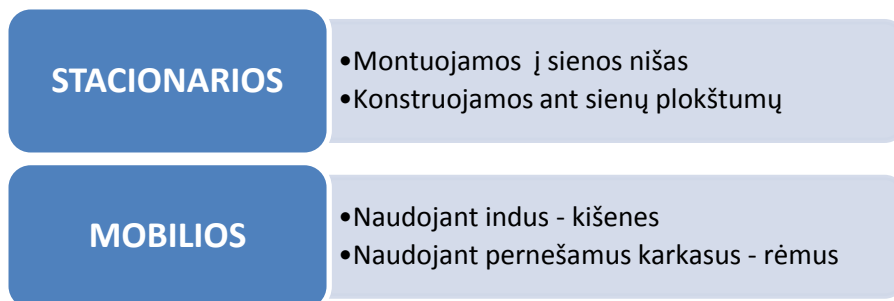 STACIONARIOS
•Montuojamos  į sienos nišas
•Konstruojamos ant sienų plokštumų
MOBILIOS
•Naudojant indus - kišenes
•Naudojant pernešamus karkasus - rėmus